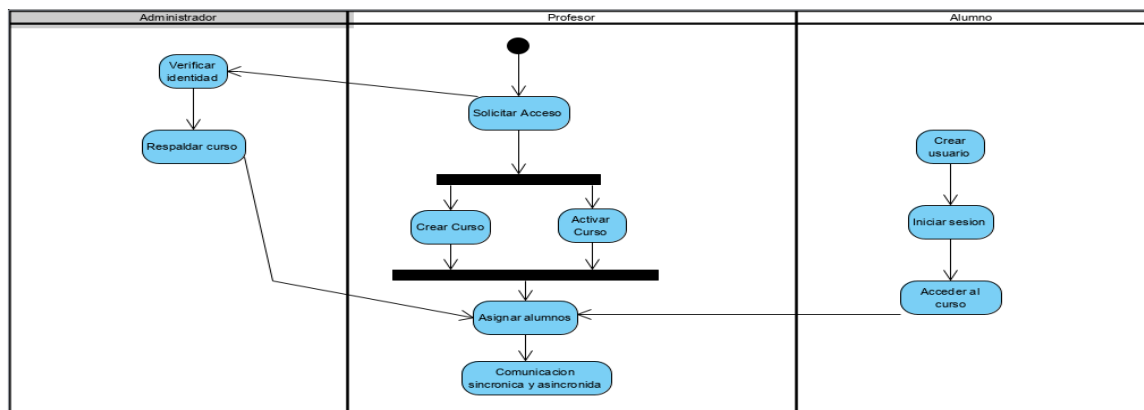 Administrador
Profesor
Alumno
Verificar
identidad
Solicitar Acceso
Respaldar curso
Crear
usuario
Crear Curso
Activar
Curso
Iniciar sesion
Acceder al
curso
Asignar alumnos
Comunicacion
sincronica y asincronida